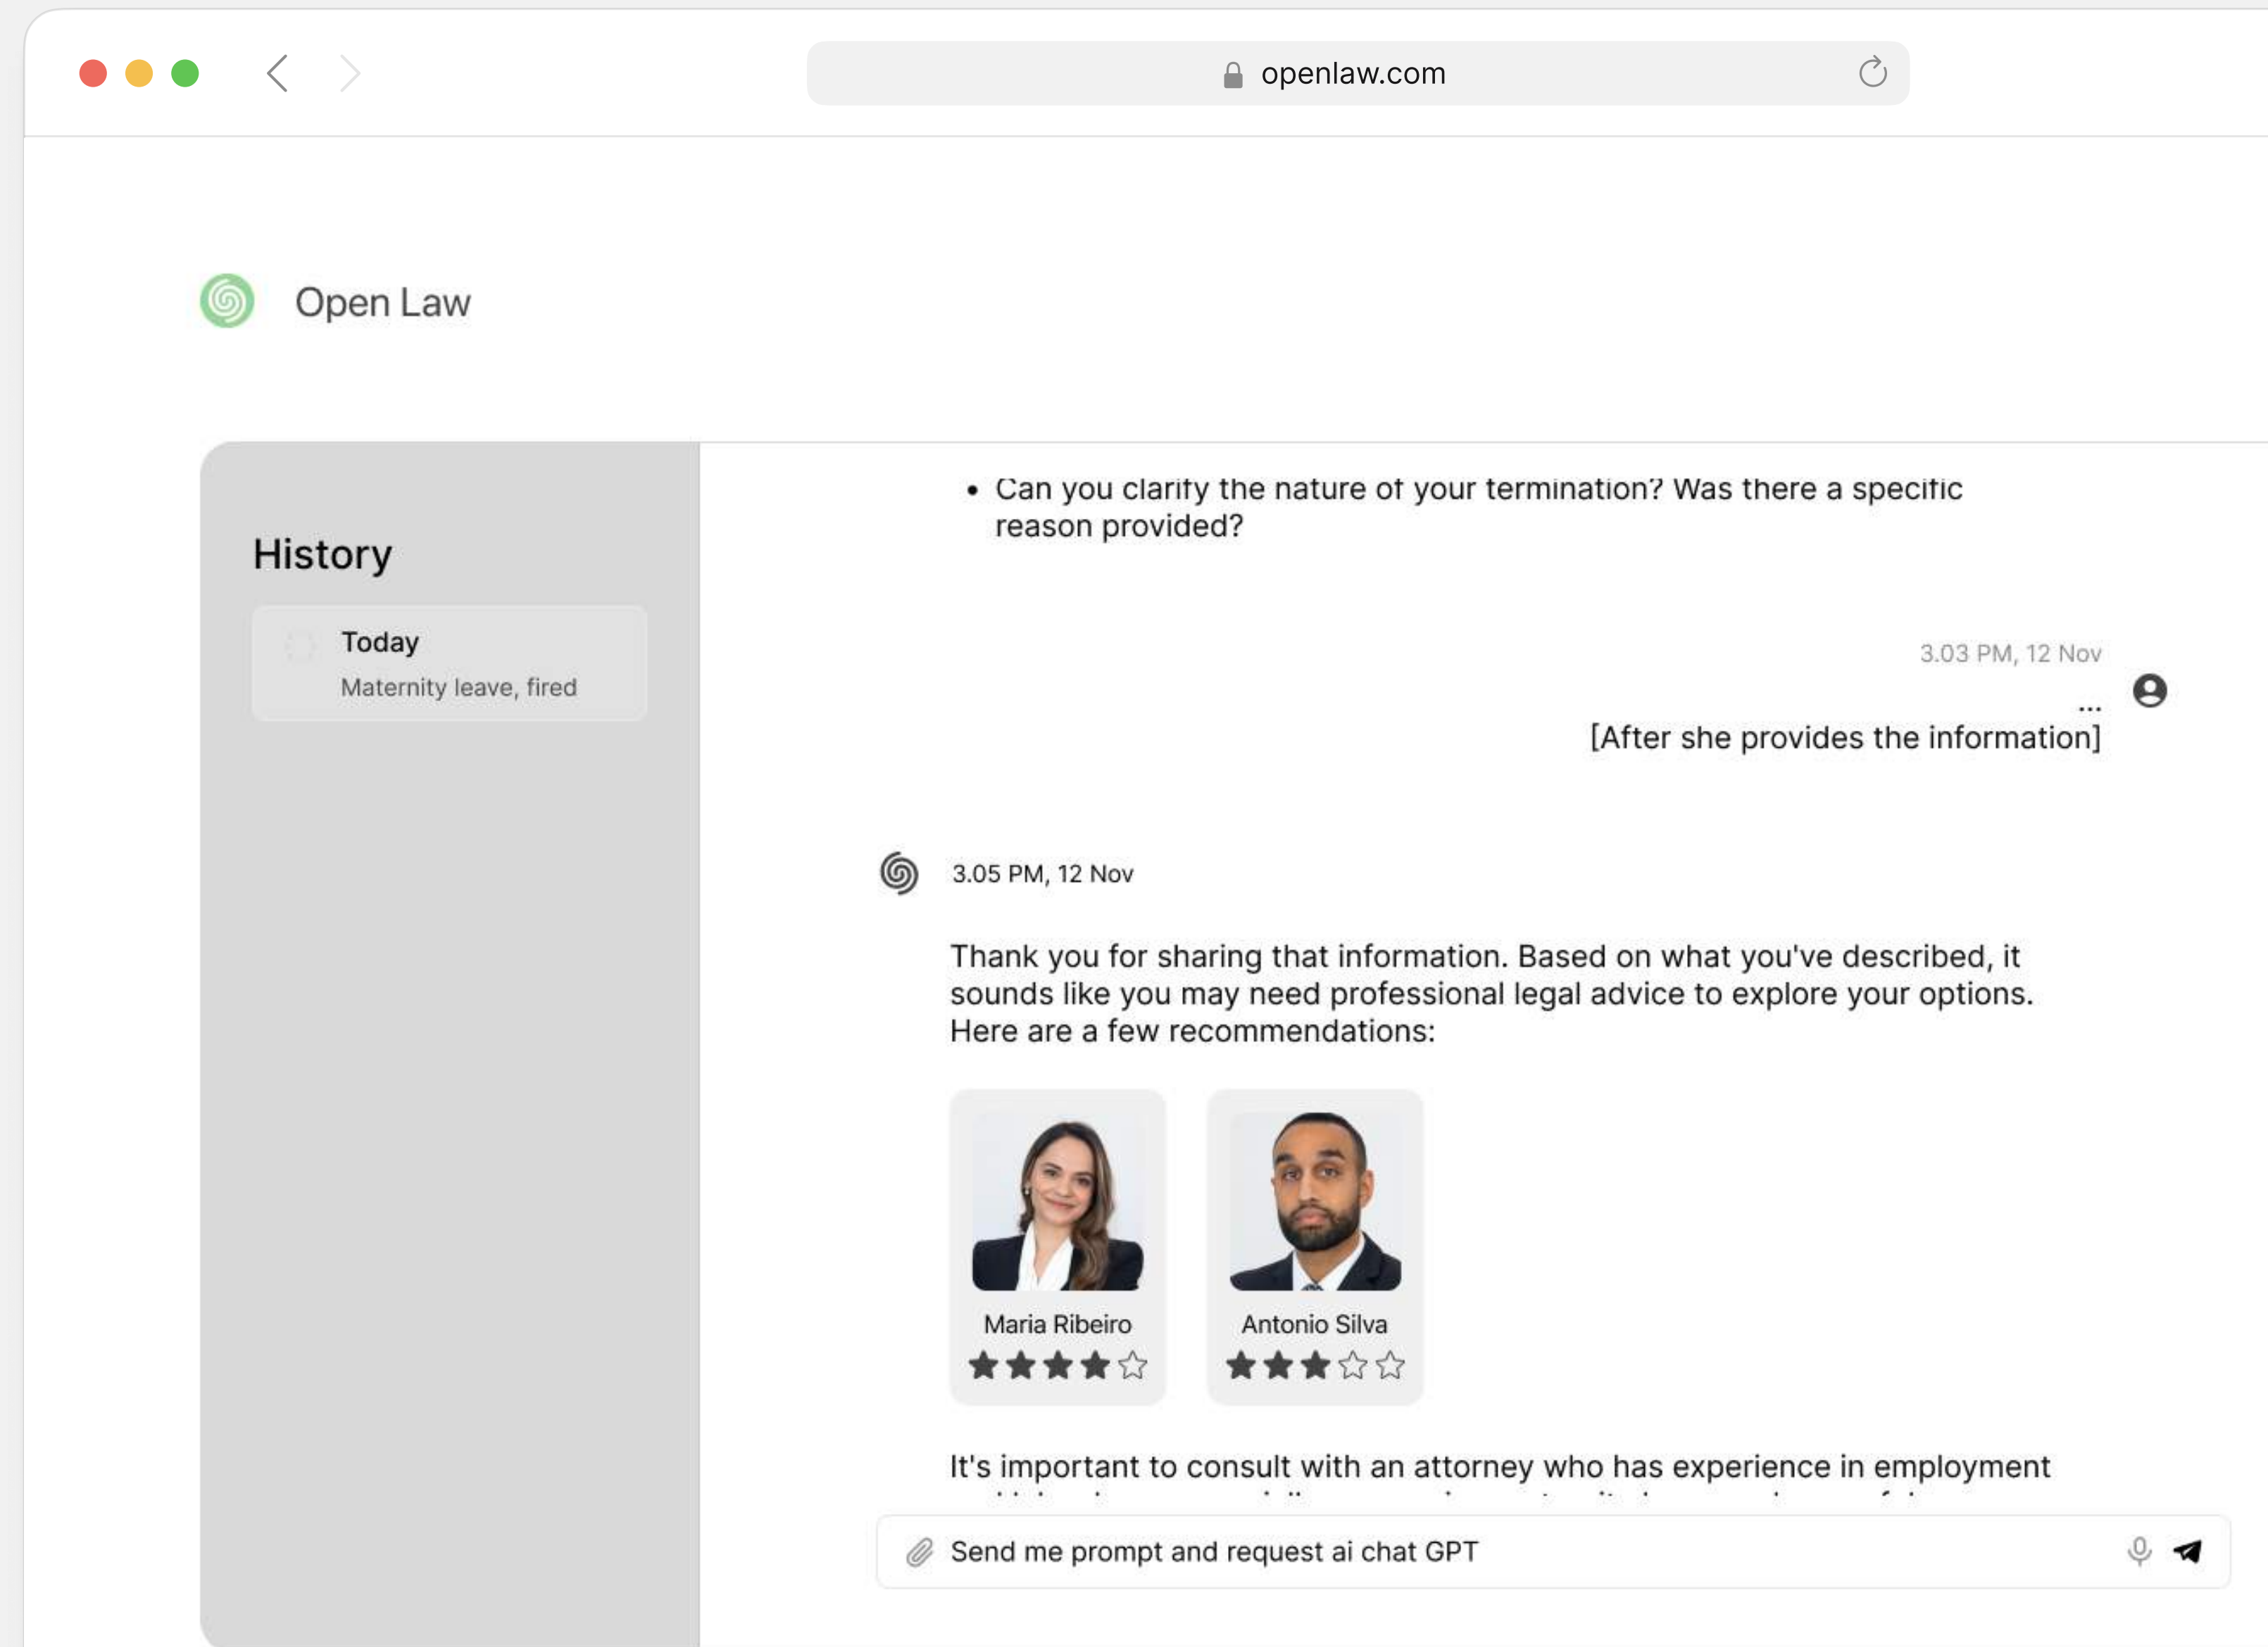 openlaw.com
Open Law
History
Today
Maternity leave, fired
• Can you clarify the nature of your termination? Was there a specific
reason provided?
3.03 PM, 12 Nov
...
[After she provides the information]
3.05 PM, 12 Nov
Thank you for sharing that information. Based on what you've described, it
sounds like you may need professional legal advice to explore your options.
Here are a few recommendations:
Maria Ribeiro
Antonio Silva
It's important to consult with an attorney who has experience in employment
Send me prompt and request ai chat GPT